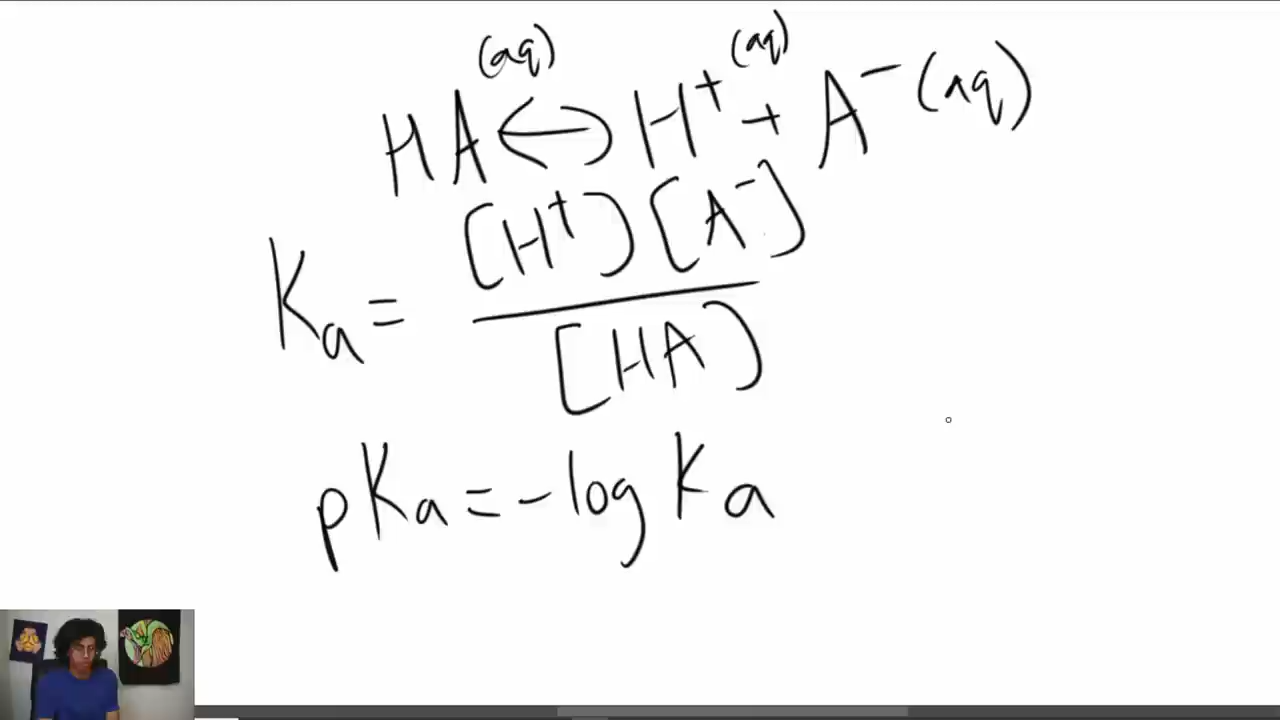 HA (aq) ↔ H⁺ (aq) + A⁻ (aq)
Ka = [H⁺][A⁻] / [HA]
pKa = -log Ka